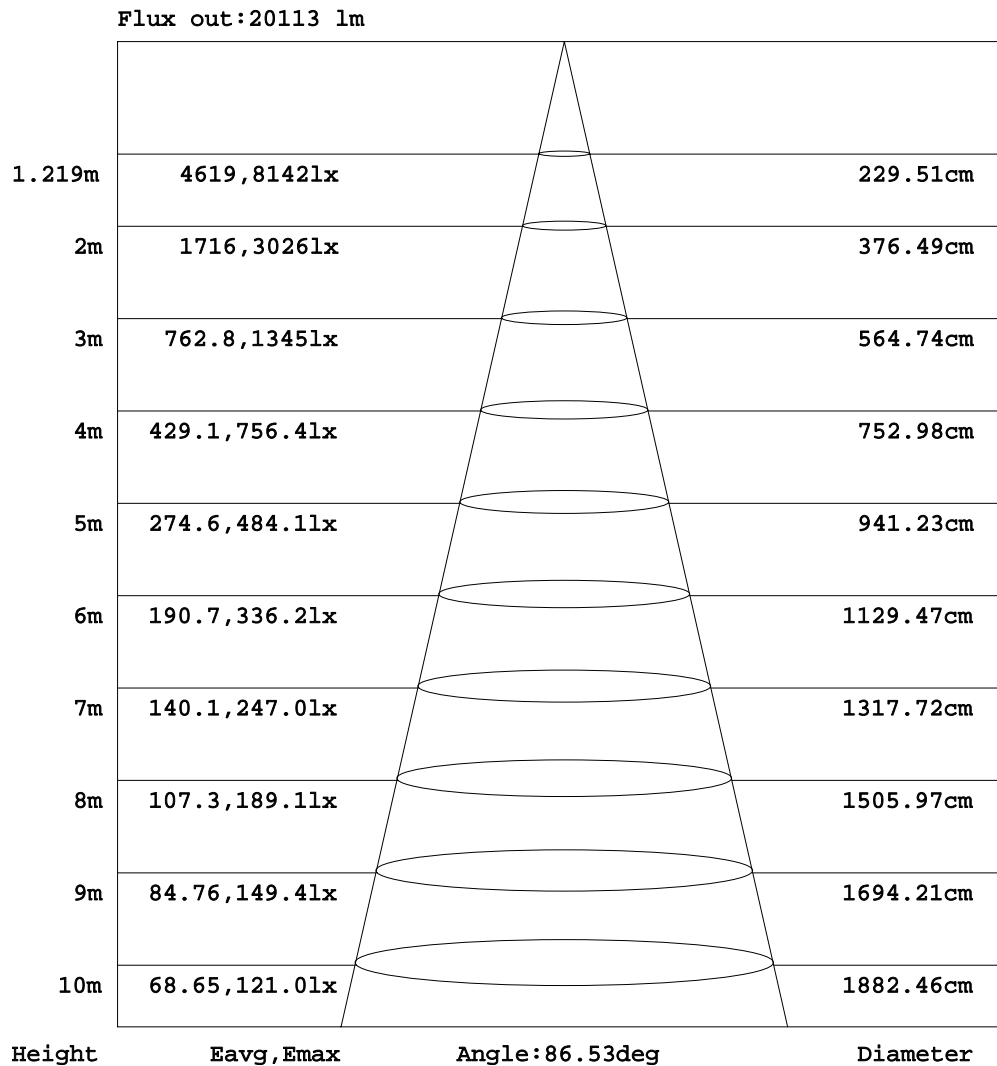 Flux out:20113 lm
1.219m 4619,8142lx 229.51cm
2m 1716,3026lx 376.49cm
3m 762.8,1345lx 564.74cm
4m 429.1,756.4lx 752.98cm
5m 274.6,484.1lx 941.23cm
6m 190.7,336.2lx 1129.47cm
7m 140.1,247.0lx 1317.72cm
8m 107.3,189.1lx 1505.97cm
9m 84.76,149.4lx 1694.21cm
10m 68.65,121.0lx 1882.46cm
Height Eavg,Emax Angle:86.53deg Diameter